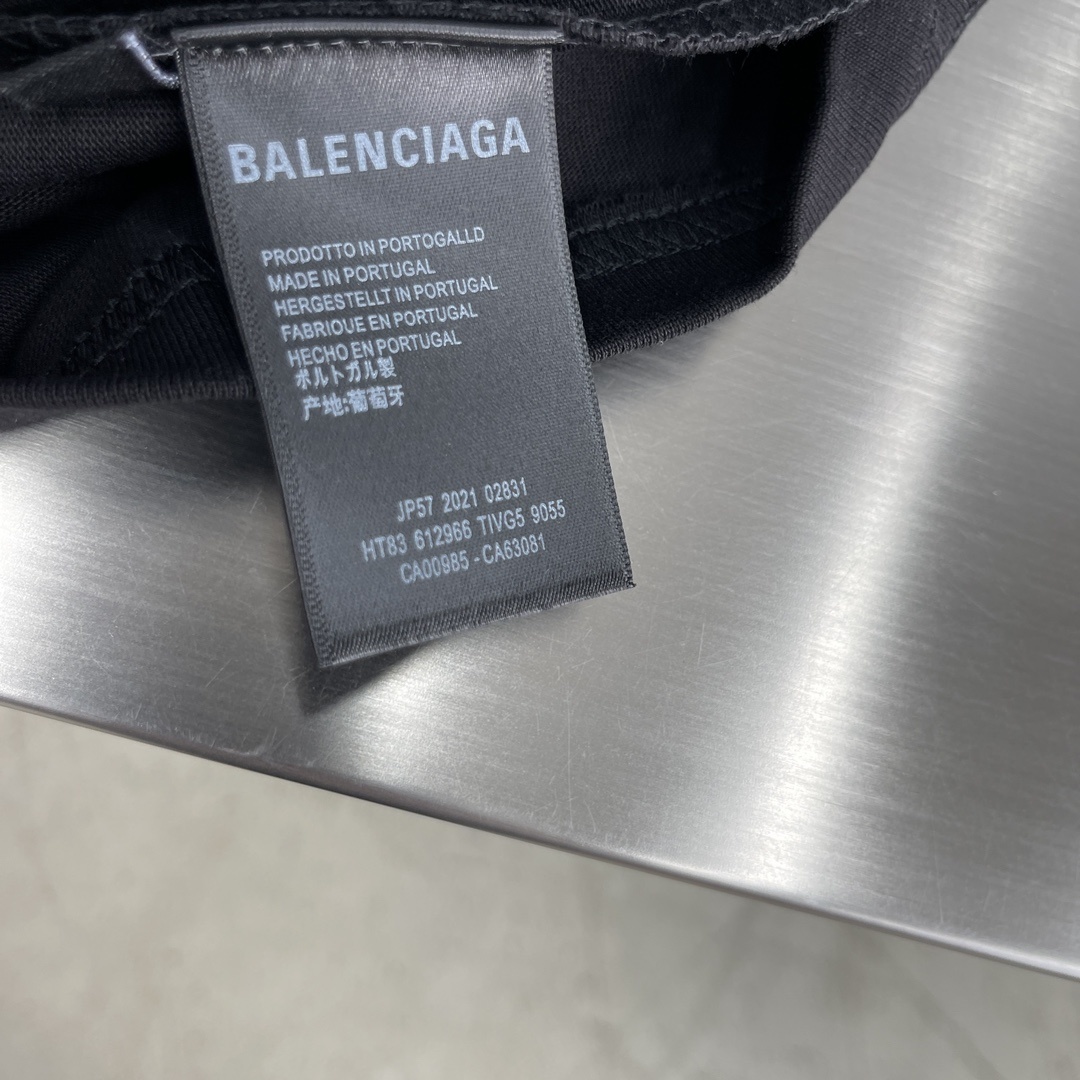 BALENCIAGA
PRODOTTO IN PORTOGALLD
MADE IN PORTUGAL
HERGESTELLT IN PORTUGAL
FABRIOUE EN PORTUGAL
HECHO EN PORTUGAL
ポルトガル製
产地:葡萄牙
JP57 2021 02831
HT83 612966 TIVG5 9055
CA00985 - CA63081